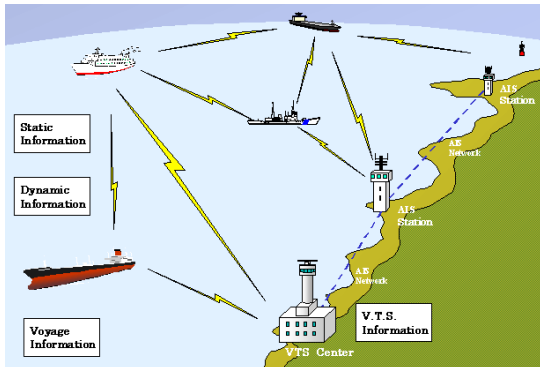 AIS
Station
Static
Information
AIS
Network
Dynamic
Information
AIS
Station
AIS
Network
V.T.S.
Information
Voyage
Information
VTS Center